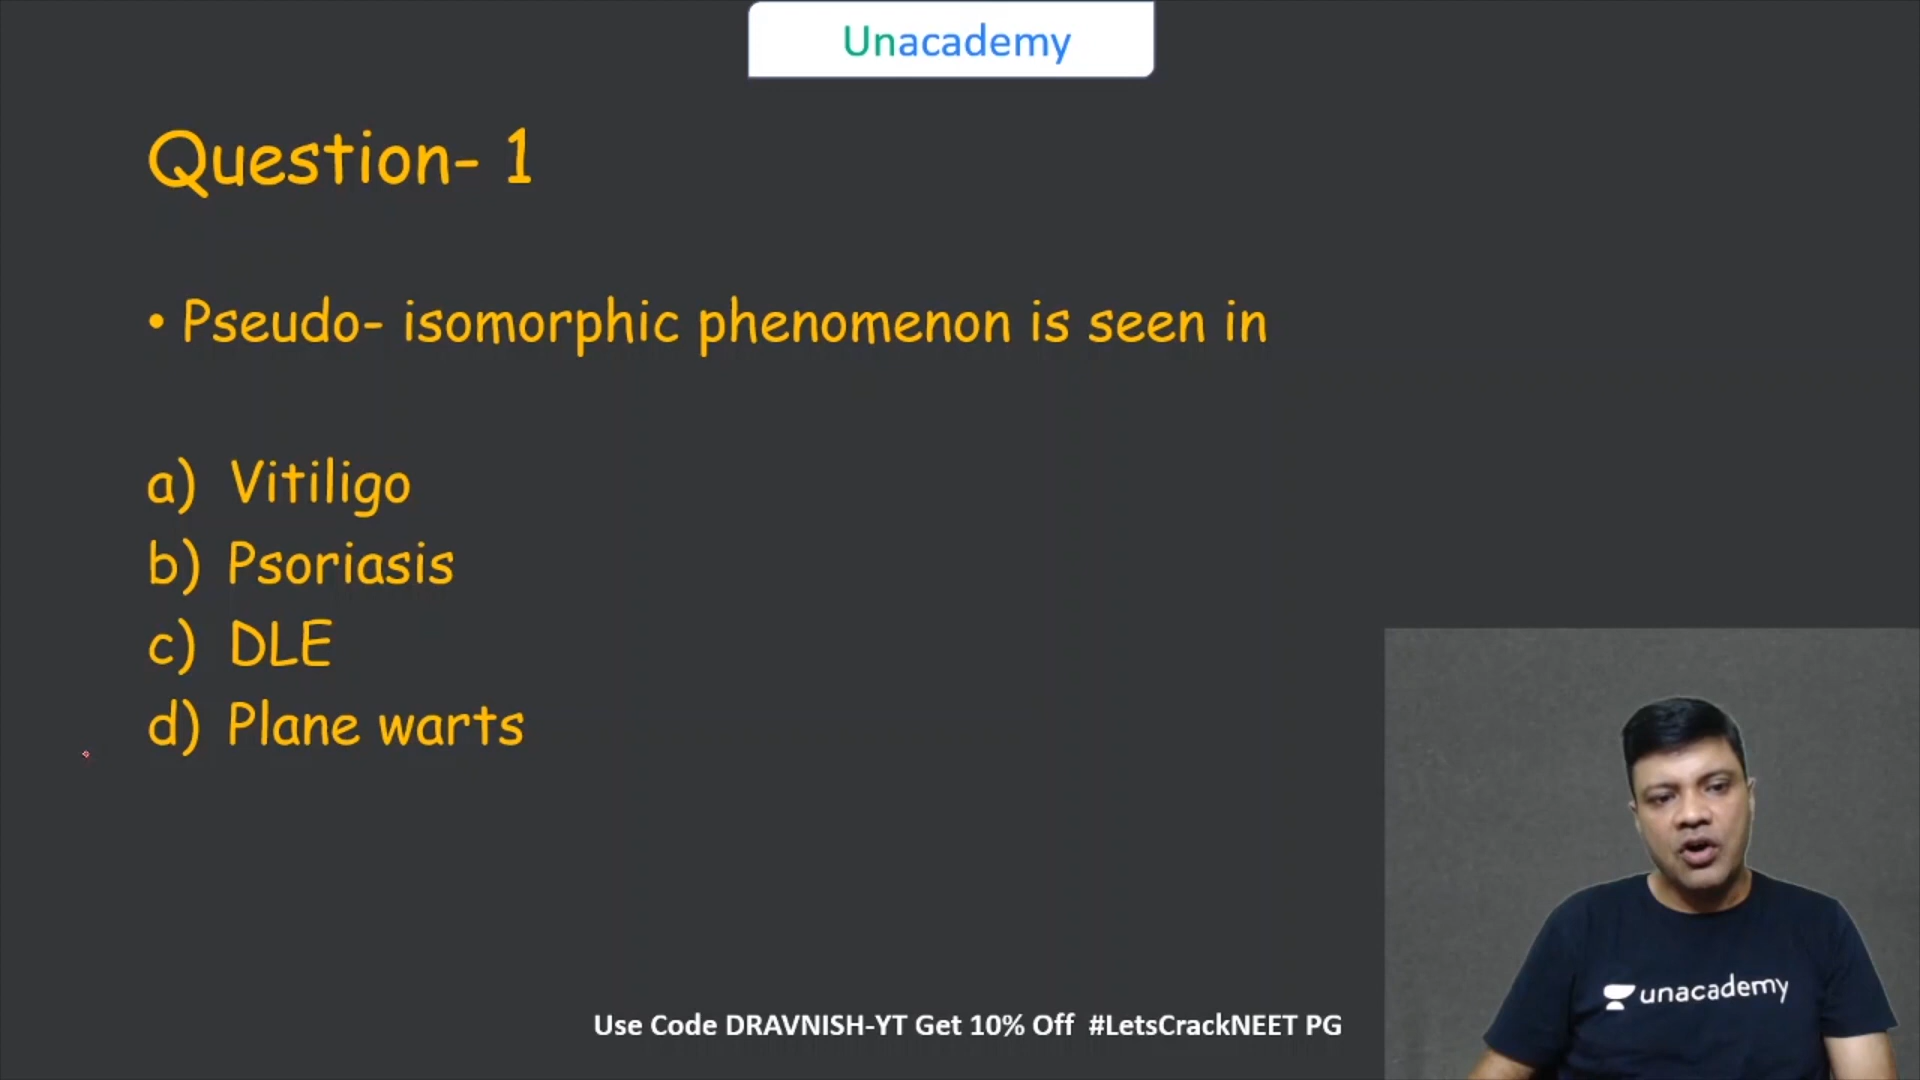 Unacademy
Question- 1
• Pseudo- isomorphic phenomenon is seen in
a) Vitiligo
b) Psoriasis
c) DLE
d) Plane warts
unacademy
Use Code DRAVNISH-YT Get 10% Off #LetsCrackNEET PG